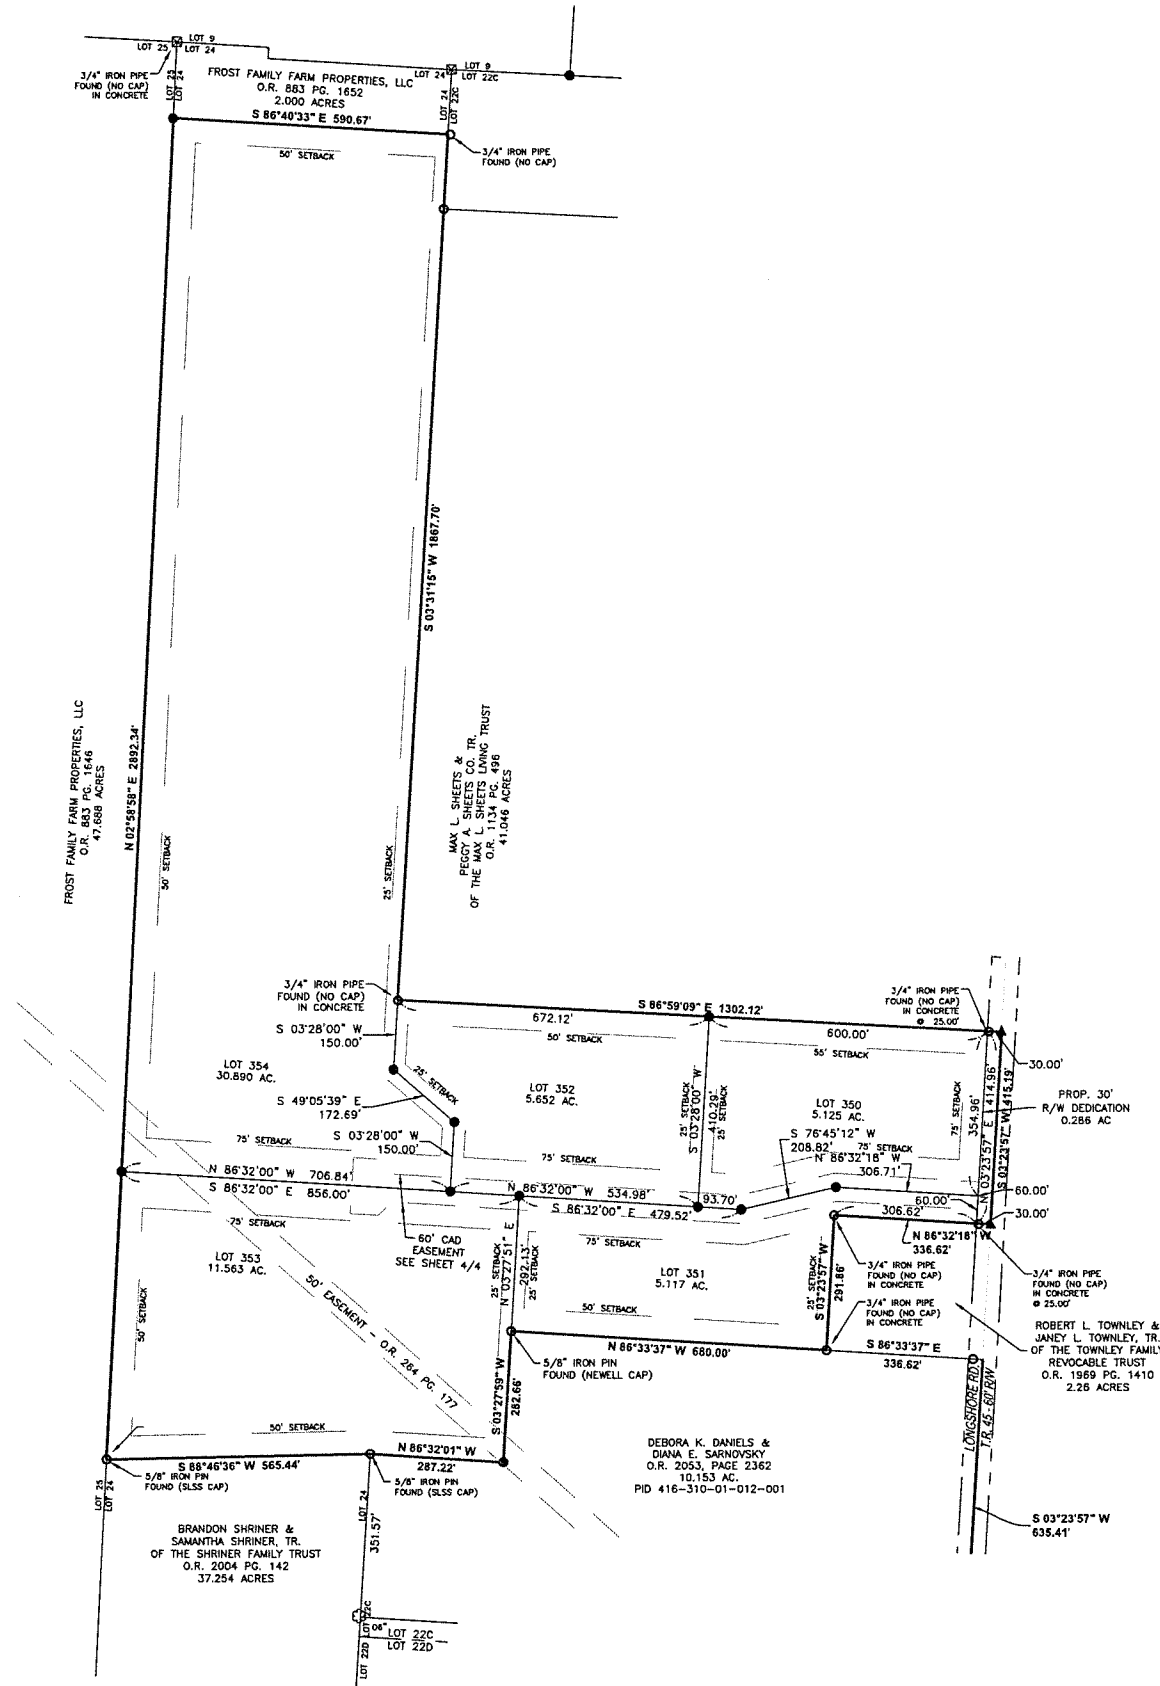 LOT 9
LOT 25
LOT 24
LOT 9
LOT 24
LOT 22C
3/4" IRON PIPE
FOUND (NO CAP)
IN CONCRETE
LOT 25
LOT 24
FROST FAMILY FARM PROPERTIES, LLC
O.R. 883 PG. 1652
2.000 ACRES
LOT 24
LOT 22C
S 86°40'33" E 590.67'
50' SETBACK
3/4" IRON PIPE
FOUND (NO CAP)
S 03°31'15" W 1867.70'
N 02°58'58" E 2892.34'
FROST FAMILY FARM PROPERTIES, LLC
O.R. 883 PG. 1646
47.688 ACRES
50' SETBACK
25' SETBACK
MAX L. SHEETS &
PEGGY A. SHEETS CO. TR.
OF THE MAX L. SHEETS LIVING TRUST
O.R. 1134 PG. 496
41.046 ACRES
3/4" IRON PIPE
FOUND (NO CAP)
IN CONCRETE
S 03°28'00" W
150.00'
S 86°59'09" E 1302.12'
672.12'
600.00'
50' SETBACK
55' SETBACK
3/4" IRON PIPE
FOUND (NO CAP)
IN CONCRETE
@ 25.00'
30.00'
PROP. 30'
R/W DEDICATION
0.286 AC
LOT 354
30.890 AC.
25' SETBACK
S 49°05'39" E
172.69'
LOT 352
5.652 AC.
25' SETBACK
S 03°28'00" W
410.29'
25' SETBACK
LOT 350
5.125 AC.
75' SETBACK
354.96'
N 03°23'57" E 414.96'
S 03°23'57" W 415.19'
75' SETBACK
S 03°28'00" W
150.00'
75' SETBACK
S 76°45'12" W
208.82'
75' SETBACK
N 86°32'18" W
306.71'
N 86°32'00" W 706.84'
S 86°32'00" E 856.00'
N 86°32'00" W 534.98'
S 86°32'00" E 479.52'
93.70'
60.00'
60.00'
306.62'
30.00'
N 86°32'18" W
336.62'
75' SETBACK
60' CAD
EASEMENT
SEE SHEET 4/4
LOT 353
11.563 AC.
50' EASEMENT - O.R. 264 PG. 177
25' SETBACK
N 03°27'51" E
292.13'
25' SETBACK
75' SETBACK
LOT 351
5.117 AC.
25' SETBACK
S 03°23'57" W
291.86'
3/4" IRON PIPE
FOUND (NO CAP)
IN CONCRETE
3/4" IRON PIPE
FOUND (NO CAP)
IN CONCRETE
3/4" IRON PIPE
FOUND (NO CAP)
IN CONCRETE
@ 25.00'
50' SETBACK
50' SETBACK
N 86°33'37" W 680.00'
S 86°33'37" E
336.62'
ROBERT L. TOWNLEY &
JANEY L. TOWNLEY, TR.
OF THE TOWNLEY FAMILY
REVOCABLE TRUST
O.R. 1969 PG. 1410
2.26 ACRES
5/8" IRON PIN
FOUND (NEWELL CAP)
S 03°27'59" W
282.66'
LONGSHORE RD.
T.R. 45 - 60' R/W
50' SETBACK
S 88°46'36" W 565.44'
N 86°32'01" W
287.22'
5/8" IRON PIN
FOUND (SLSS CAP)
5/8" IRON PIN
FOUND (SLSS CAP)
DEBORA K. DANIELS &
DIANA E. SARNOVSKY
O.R. 2053, PAGE 2362
10.153 AC.
PID 416-310-01-012-001
LOT 25
LOT 24
LOT 24
351.57'
BRANDON SHRINER &
SAMANTHA SHRINER, TR.
OF THE SHRINER FAMILY TRUST
O.R. 2004 PG. 142
37.254 ACRES
S 03°23'57" W
635.41'
LOT 22C
LOT 22D
LOT 22D